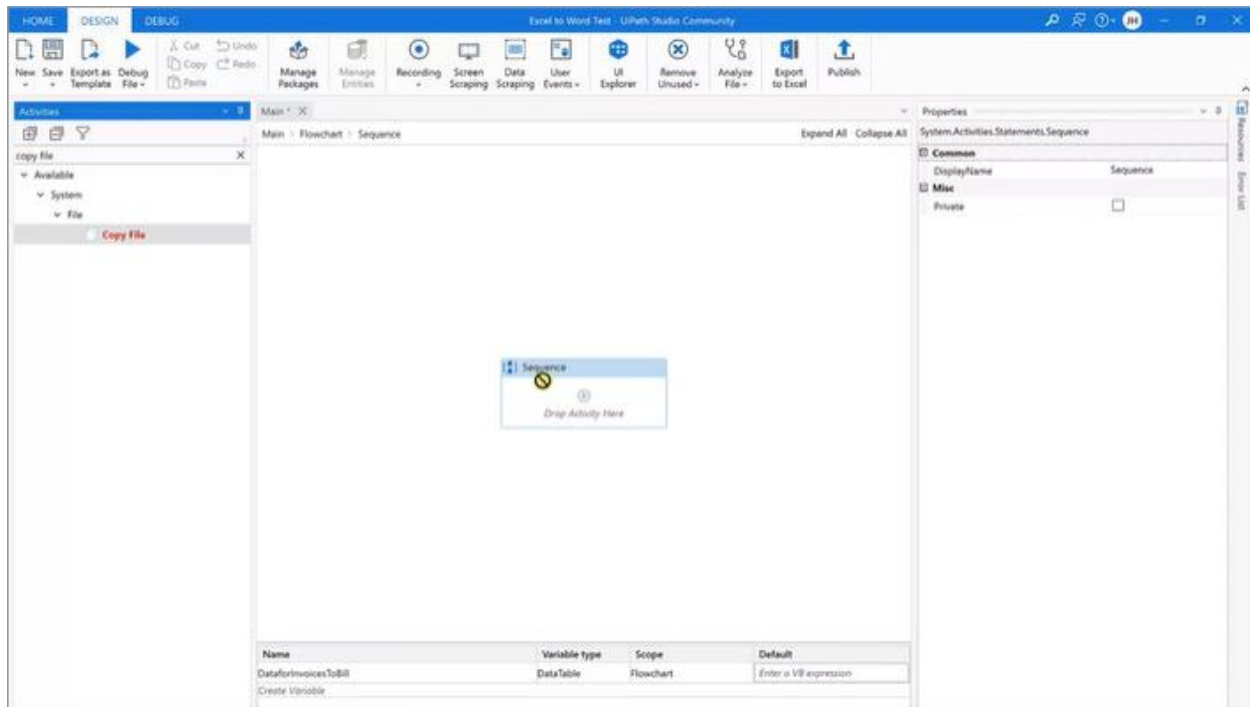 HOME DESIGN DEBUG Excel to Word Test - UiPath Studio Community JH
New Save Export as Template Debug File Cut Copy Paste Undo Redo Manage Packages Manage Entities Recording Screen Scraping Data Scraping User Events UI Explorer Remove Unused Analyze File Export to Excel Publish
Activities
Main * X
Properties
Resources
Error List
Main > Flowchart > Sequence Expand All Collapse All
System.Activities.Statements.Sequence
copy file
Available
System
File
Copy File
Common
DisplayName Sequence
Misc
Private
Sequence
Drop Activity Here
Name Variable type Scope Default
DataforInvoicesToBill DataTable Flowchart Enter a VB expression
Create Variable